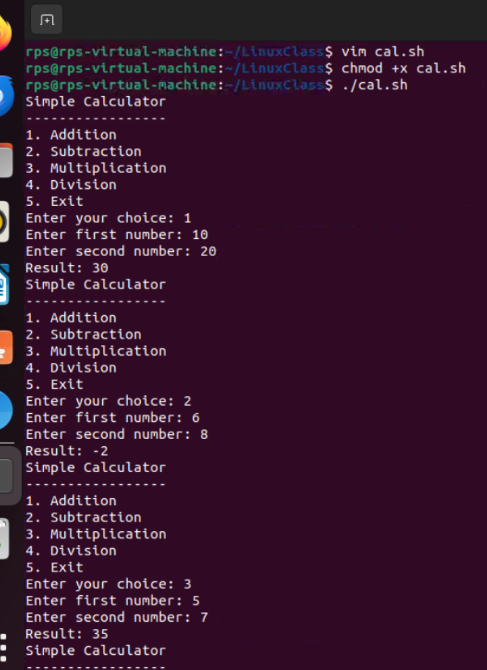 rps@rps-virtual-machine:~/LinuxClass$ vim cal.sh
rps@rps-virtual-machine:~/LinuxClass$ chmod +x cal.sh
rps@rps-virtual-machine:~/LinuxClass$ ./cal.sh
Simple Calculator
-----------------
1. Addition
2. Subtraction
3. Multiplication
4. Division
5. Exit
Enter your choice: 1
Enter first number: 10
Enter second number: 20
Result: 30
Simple Calculator
-----------------
1. Addition
2. Subtraction
3. Multiplication
4. Division
5. Exit
Enter your choice: 2
Enter first number: 6
Enter second number: 8
Result: -2
Simple Calculator
-----------------
1. Addition
2. Subtraction
3. Multiplication
4. Division
5. Exit
Enter your choice: 3
Enter first number: 5
Enter second number: 7
Result: 35
Simple Calculator
-----------------